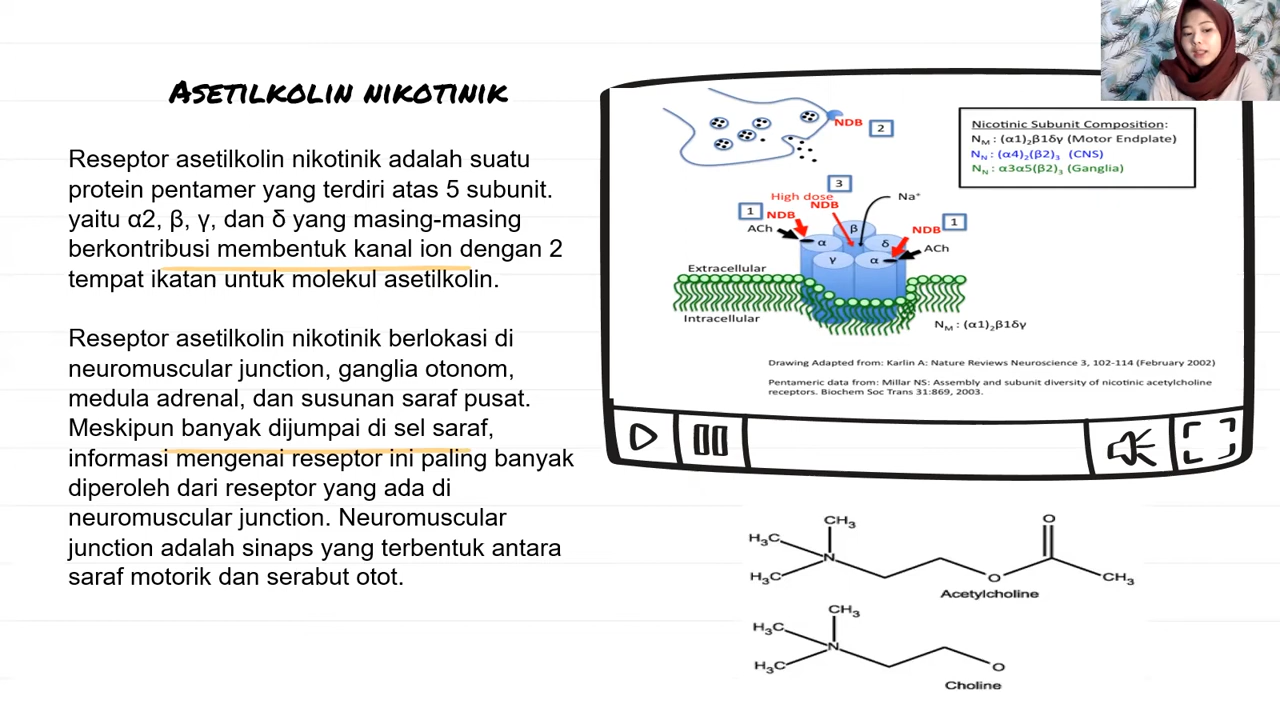 ASETILKOLIN NIKOTINIK
Reseptor asetilkolin nikotinik adalah suatu
protein pentamer yang terdiri atas 5 subunit.
yaitu α2, β, γ, dan δ yang masing-masing
berkontribusi membentuk kanal ion dengan 2
tempat ikatan untuk molekul asetilkolin.
Reseptor asetilkolin nikotinik berlokasi di
neuromuscular junction, ganglia otonom,
medula adrenal, dan susunan saraf pusat.
Meskipun banyak dijumpai di sel saraf,
informasi mengenai reseptor ini paling banyak
diperoleh dari reseptor yang ada di
neuromuscular junction. Neuromuscular
junction adalah sinaps yang terbentuk antara
saraf motorik dan serabut otot.
NDB
2
Nicotinic Subunit Composition:
NM : (α1)2β1δγ (Motor Endplate)
NN : (α4)2(β2)3 (CNS)
NN : α3α5(β2)3 (Ganglia)
3
High dose
NDB
Na+
1
NDB
ACh
NDB
1
ACh
β
α
δ
γ
α
Extracellular
Intracellular
NM : (α1)2β1δγ
Drawing Adapted from: Karlin A: Nature Reviews Neuroscience 3, 102-114 (February 2002)
Pentameric data from: Millar NS: Assembly and subunit diversity of nicotinic acetylcholine
receptors. Biochem Soc Trans 31:869, 2003.
CH3
O
H3C
N
H3C
O
CH3
Acetylcholine
CH3
H3C
N
H3C
O
Choline